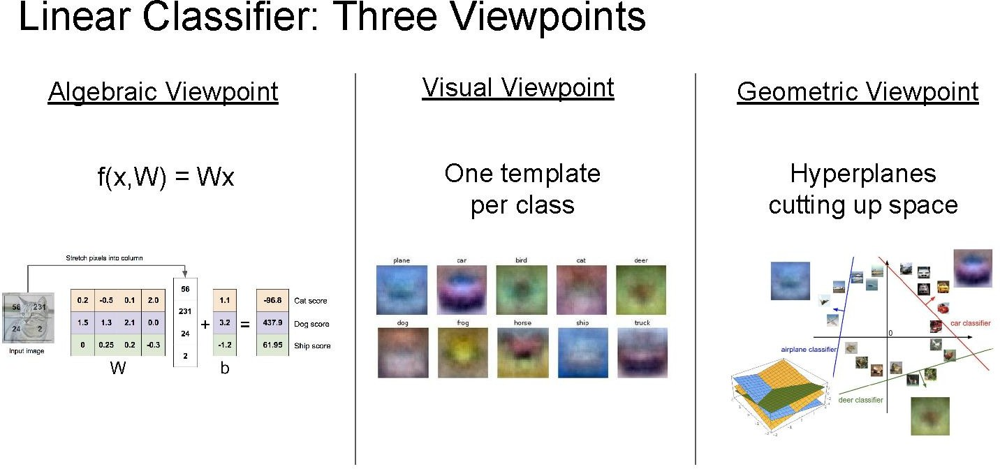 Linear Classifier: Three Viewpoints
Algebraic Viewpoint
f(x,W) = Wx
Stretch pixels into column
56 231
24 2
Input image
0.2 -0.5 0.1 2.0
1.5 1.3 2.1 0.0
0 0.25 0.2 -0.3
W
56
231
24
2
+
1.1
3.2
-1.2
b
=
-96.8 Cat score
437.9 Dog score
61.95 Ship score
Visual Viewpoint
One template
per class
plane car bird cat deer
dog frog horse ship truck
Geometric Viewpoint
Hyperplanes
cutting up space
0
car classifier
airplane classifier
deer classifier